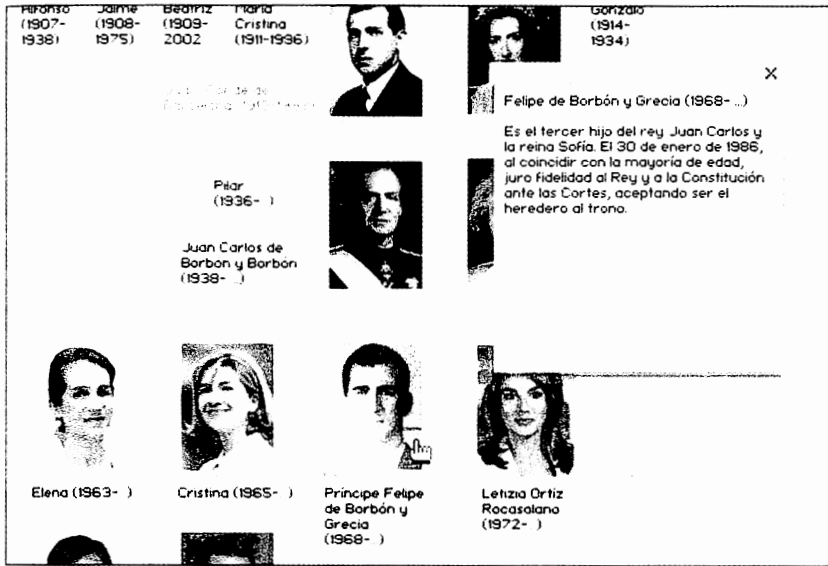 Alfonso
(1907-
1938)
Jaime
(1908-
1975)
Beatriz
(1909-
2002
María
Cristina
(1911-1996)
Gonzalo
(1914-
1934)
Juan Conde de
Felipe de Borbón y Grecia (1968- ...)
Es el tercer hijo del rey Juan Carlos y
la reina Sofía. El 30 de enero de 1986,
al coincidir con la mayoría de edad,
juro fidelidad al Rey y a la Constitución
ante las Cortes, aceptando ser el
heredero al trono.
Pilar
(1936- )
Juan Carlos de
Borbón y Borbón
(1938- ...)
Elena (1963- )
Cristina (1965- )
Príncipe Felipe
de Borbón y
Grecia
(1968- )
Letizia Ortiz
Rocasolano
(1972- )